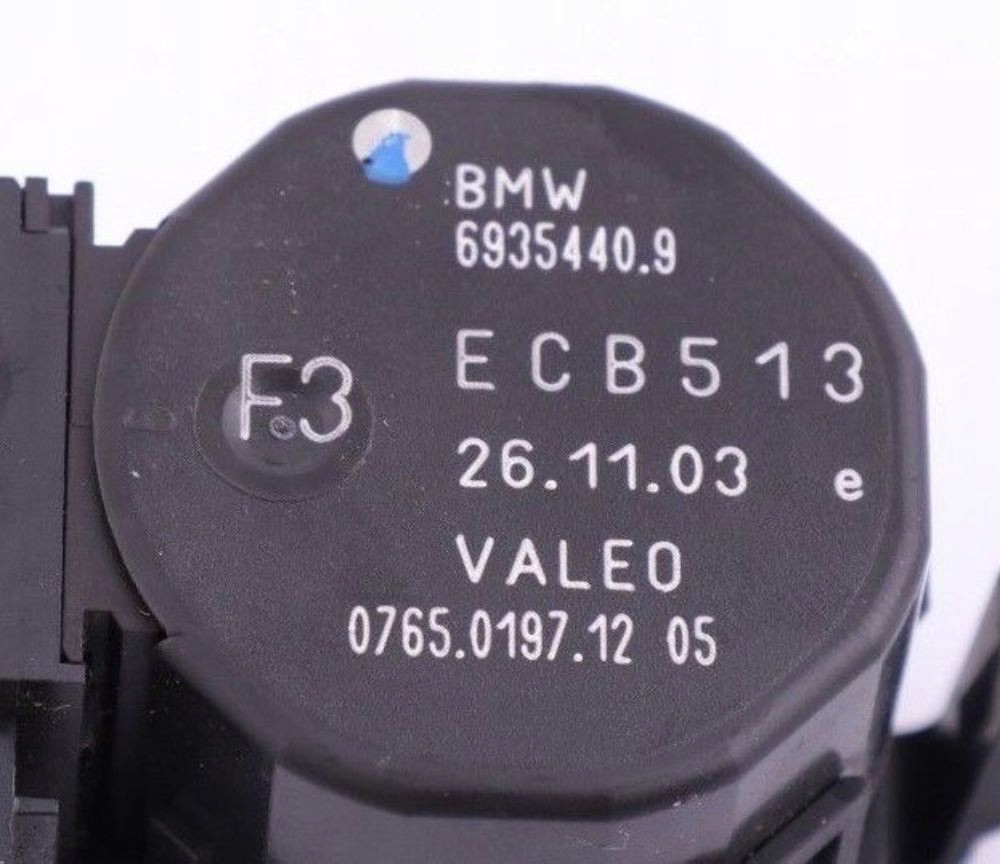 BMW
6935440.9
F3
ECB513
26.11.03 e
VALEO
0765.0197.12 05